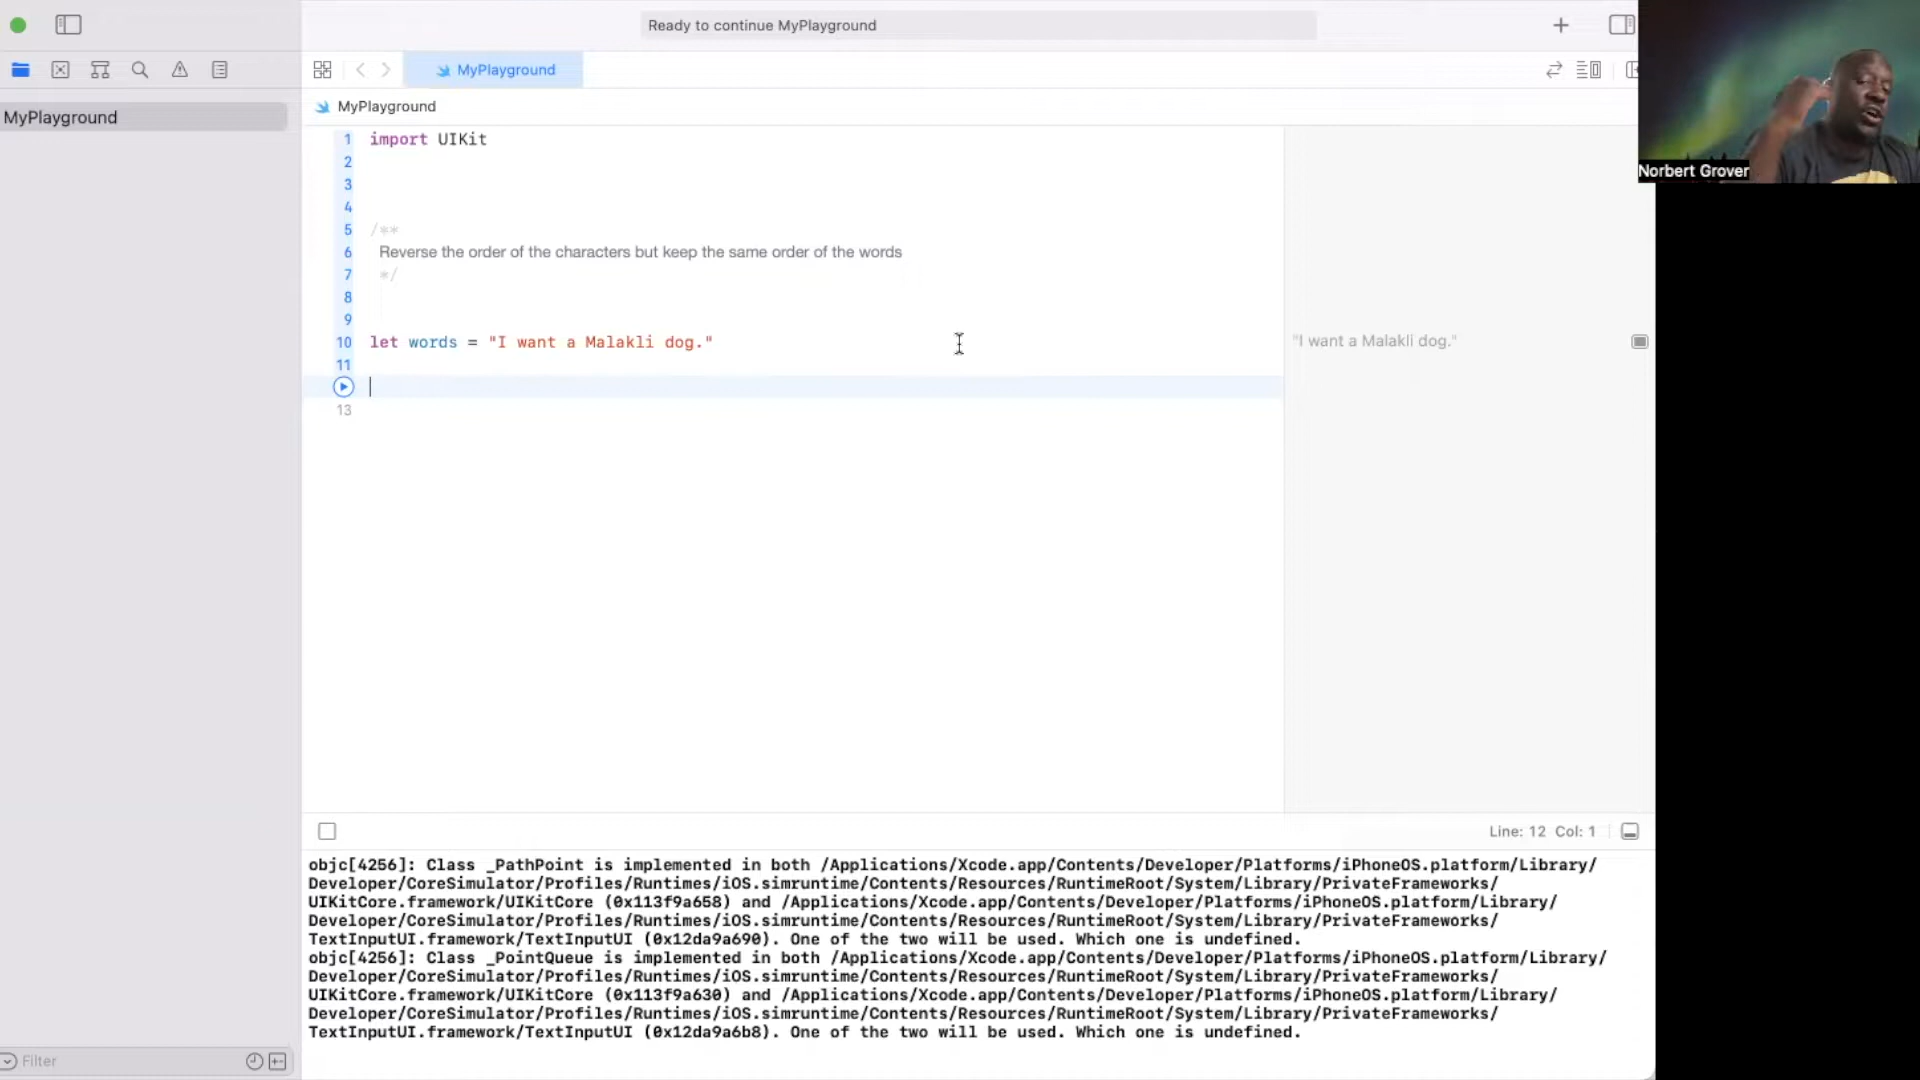 Ready to continue MyPlayground
MyPlayground
MyPlayground
MyPlayground
Norbert Grover
1 import UIKit
2
3
4
5 /**
6 Reverse the order of the characters but keep the same order of the words
7 */
8
9
10 let words = "I want a Malakli dog."
"I want a Malakli dog."
11
13
Line: 12 Col: 1
objc[4256]: Class _PathPoint is implemented in both /Applications/Xcode.app/Contents/Developer/Platforms/iPhoneOS.platform/Library/
Developer/CoreSimulator/Profiles/Runtimes/iOS.simruntime/Contents/Resources/RuntimeRoot/System/Library/PrivateFrameworks/
UIKitCore.framework/UIKitCore (0x113f9a658) and /Applications/Xcode.app/Contents/Developer/Platforms/iPhoneOS.platform/Library/
Developer/CoreSimulator/Profiles/Runtimes/iOS.simruntime/Contents/Resources/RuntimeRoot/System/Library/PrivateFrameworks/
TextInputUI.framework/TextInputUI (0x12da9a690). One of the two will be used. Which one is undefined.
objc[4256]: Class _PointQueue is implemented in both /Applications/Xcode.app/Contents/Developer/Platforms/iPhoneOS.platform/Library/
Developer/CoreSimulator/Profiles/Runtimes/iOS.simruntime/Contents/Resources/RuntimeRoot/System/Library/PrivateFrameworks/
UIKitCore.framework/UIKitCore (0x113f9a630) and /Applications/Xcode.app/Contents/Developer/Platforms/iPhoneOS.platform/Library/
Developer/CoreSimulator/Profiles/Runtimes/iOS.simruntime/Contents/Resources/RuntimeRoot/System/Library/PrivateFrameworks/
TextInputUI.framework/TextInputUI (0x12da9a6b8). One of the two will be used. Which one is undefined.
Filter